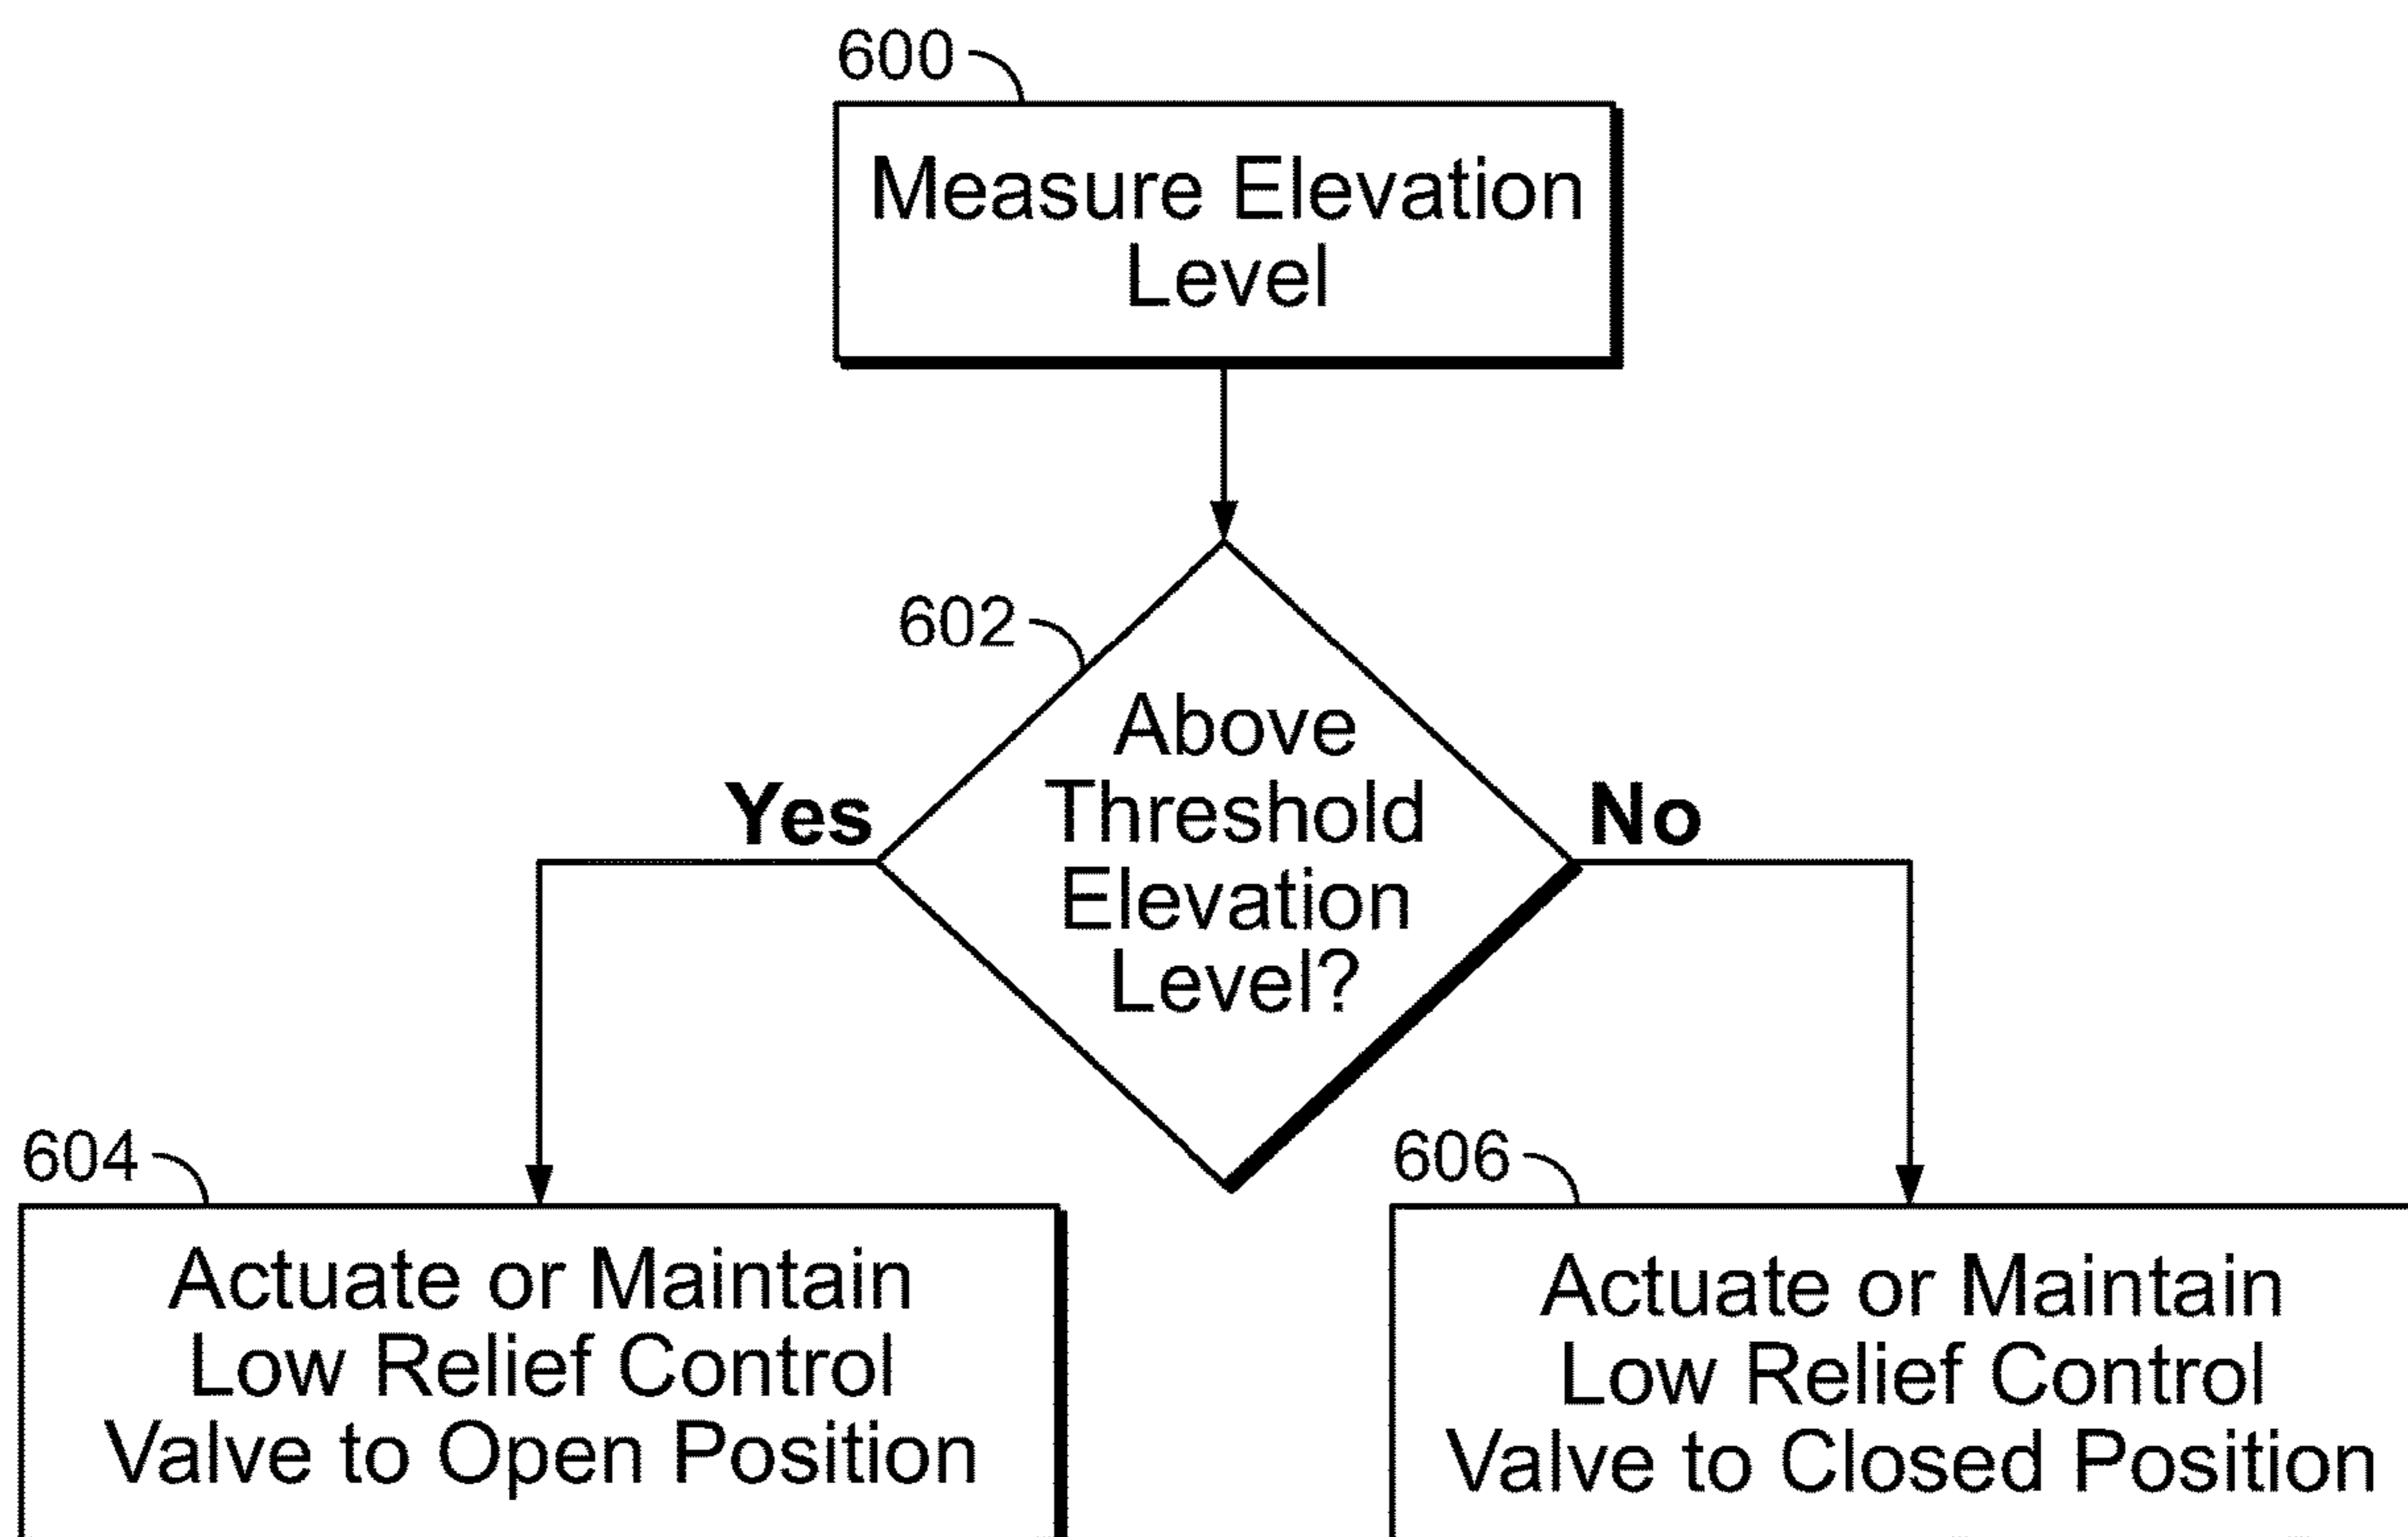 600
Measure Elevation
Level
602
Above
Threshold
Elevation
Level?
Yes
No
604
Actuate or Maintain
Low Relief Control
Valve to Open Position
606
Actuate or Maintain
Low Relief Control
Valve to Closed Position